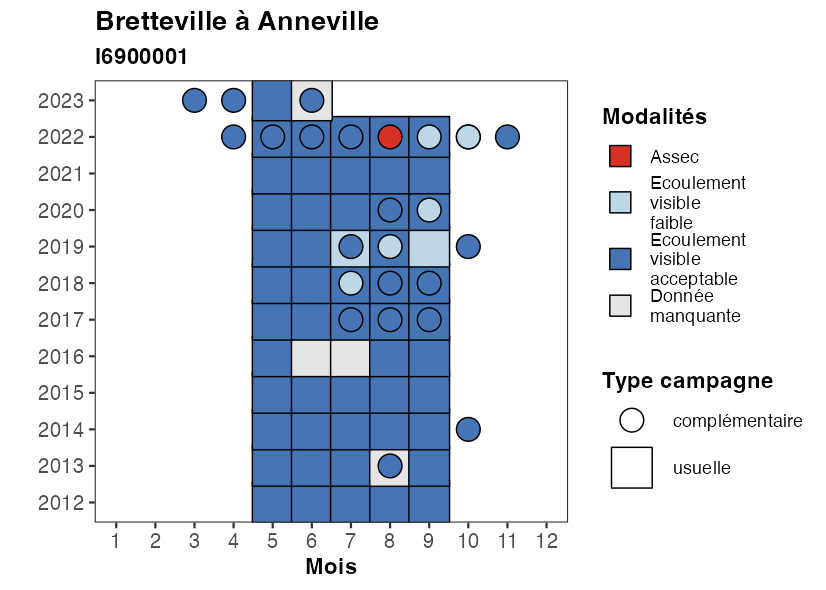 Bretteville à Anneville
I6900001
2023
2022
2021
2020
2019
2018
2017
2016
2015
2014
2013
2012
1 2 3 4 5 6 7 8 9 10 11 12
Mois
Modalités
Assec
Ecoulement
visible
faible
Ecoulement
visible
acceptable
Donnée
manquante
Type campagne
complémentaire
usuelle